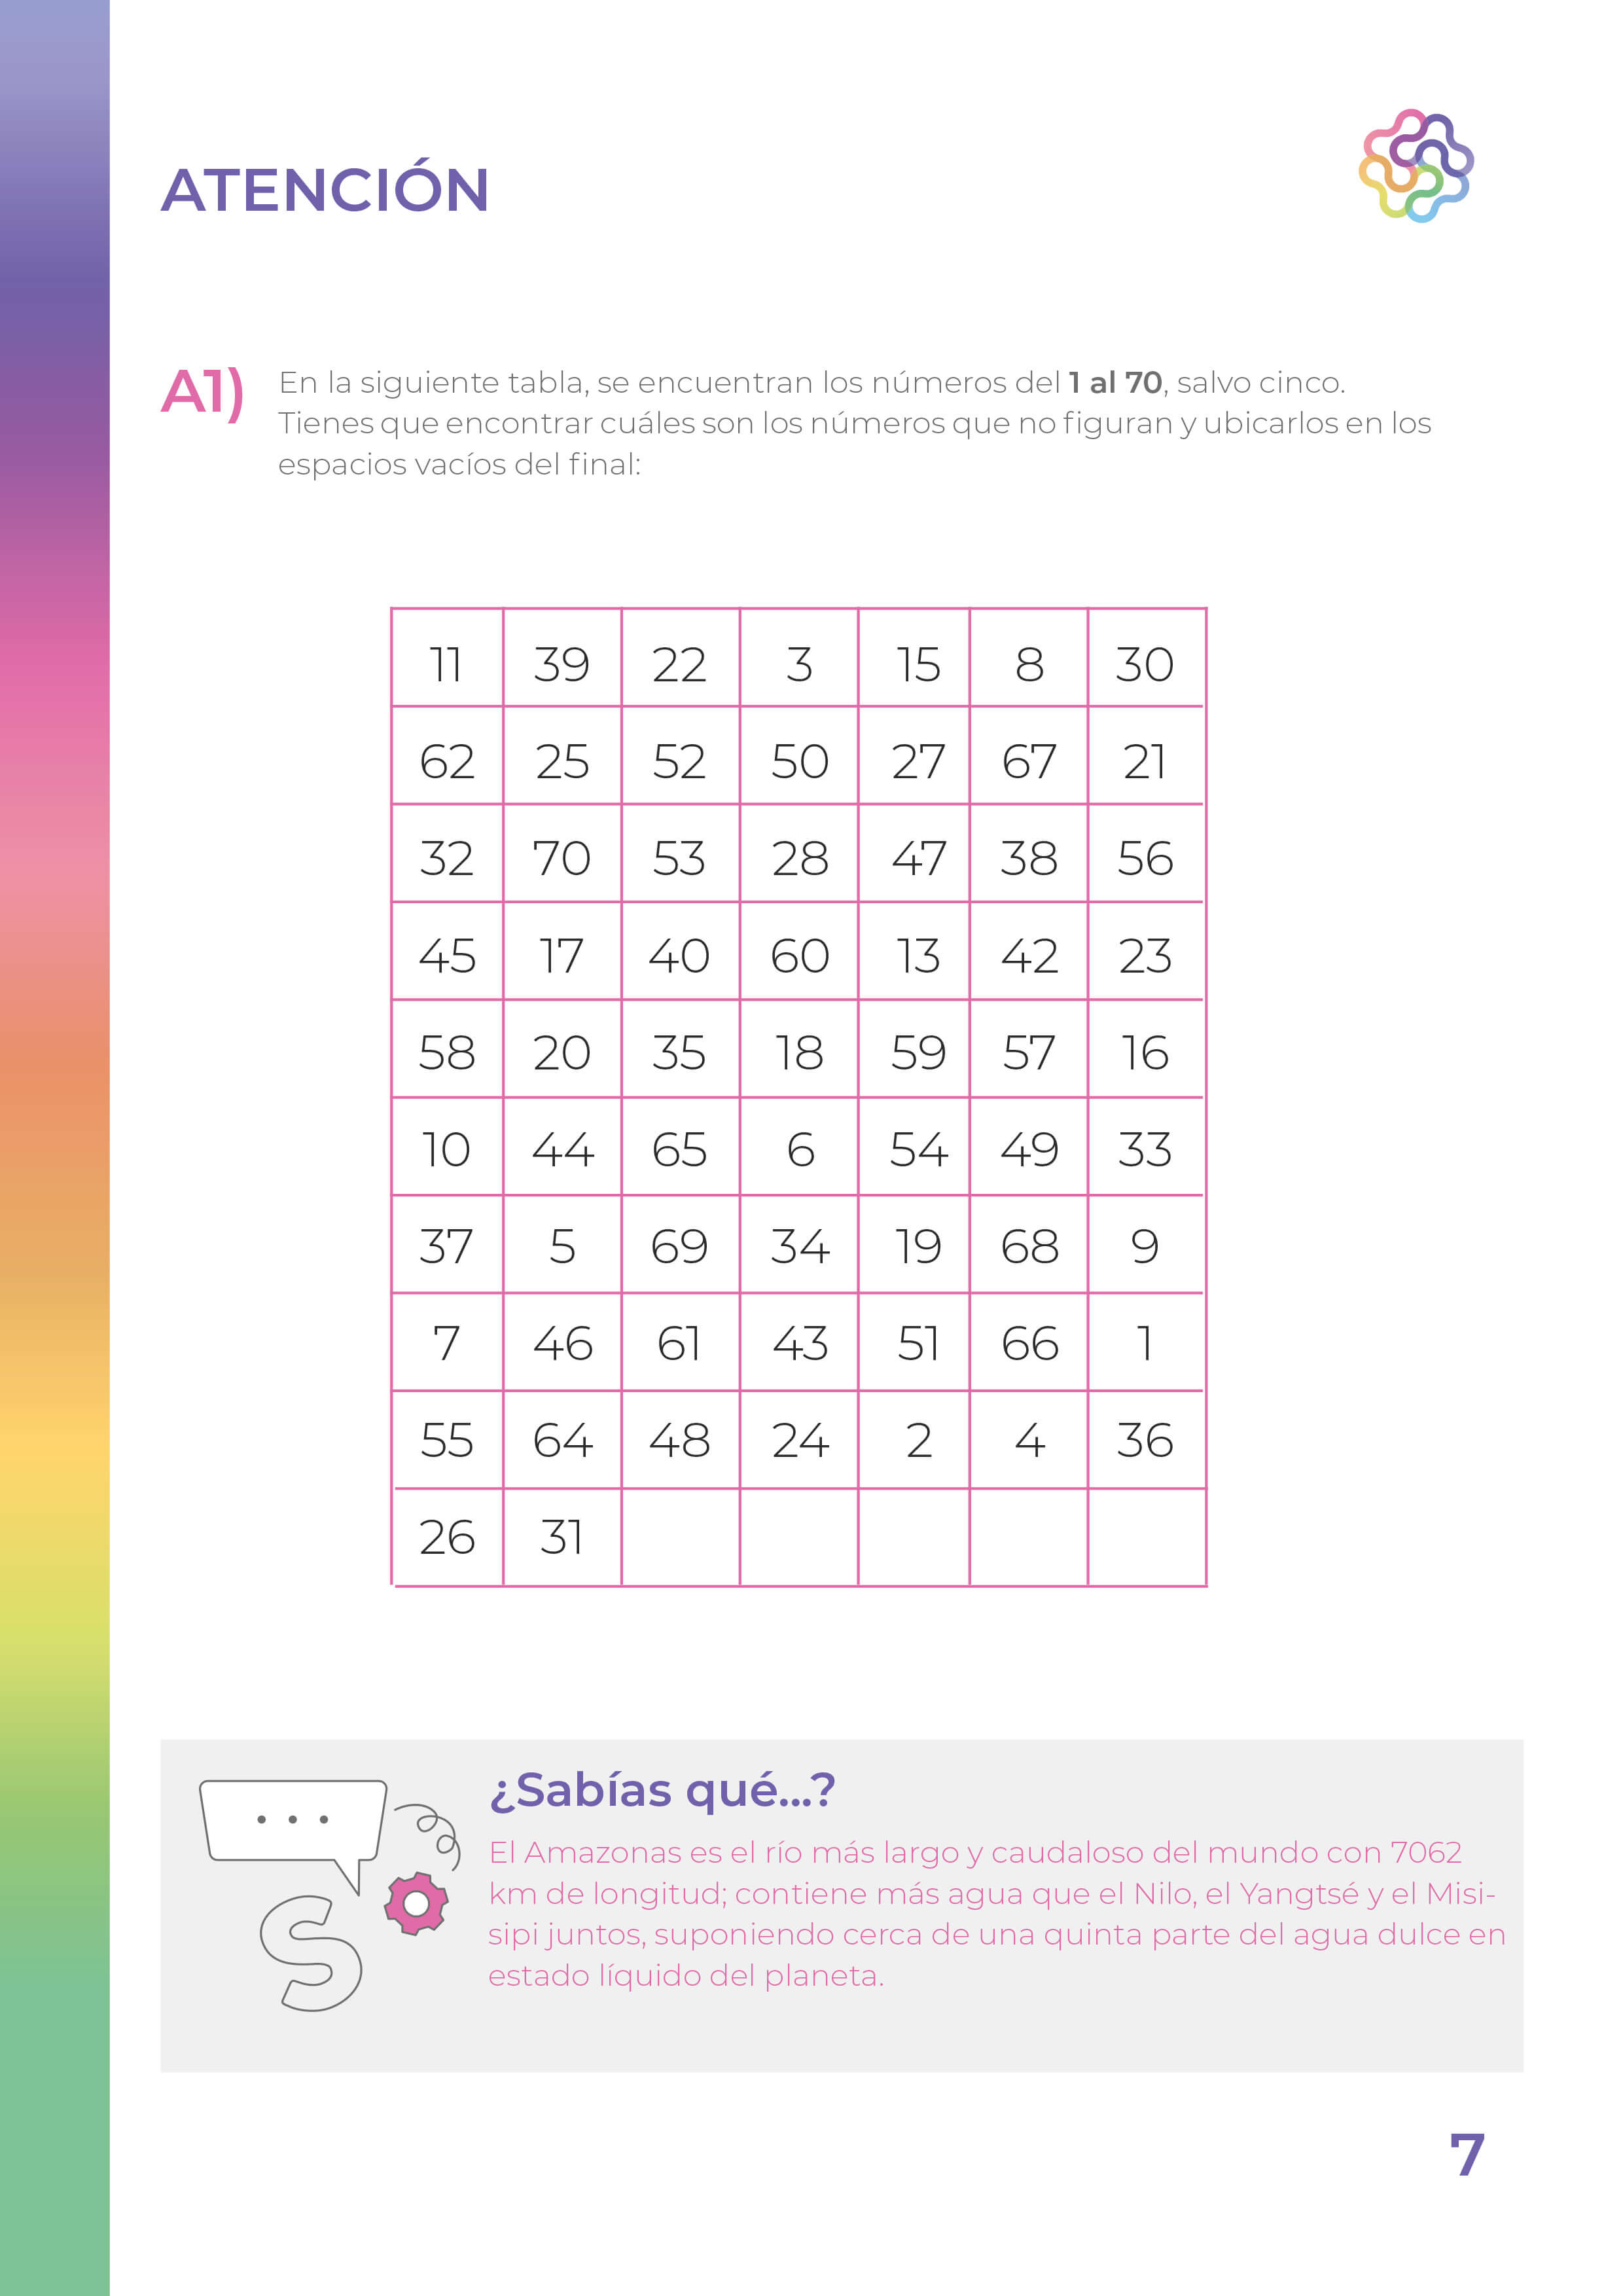 ATENCIÓN
A1)
En la siguiente tabla, se encuentran los números del 1 al 70, salvo cinco.
Tienes que encontrar cuáles son los números que no figuran y ubicarlos en los
espacios vacíos del final:
11 39 22 3 15 8 30
62 25 52 50 27 67 21
32 70 53 28 47 38 56
45 17 40 60 13 42 23
58 20 35 18 59 57 16
10 44 65 6 54 49 33
37 5 69 34 19 68 9
7 46 61 43 51 66 1
55 64 48 24 2 4 36
26 31
¿Sabías qué...?
El Amazonas es el río más largo y caudaloso del mundo con 7062
km de longitud; contiene más agua que el Nilo, el Yangtsé y el Misi-
sipi juntos, suponiendo cerca de una quinta parte del agua dulce en
estado líquido del planeta.
S
7